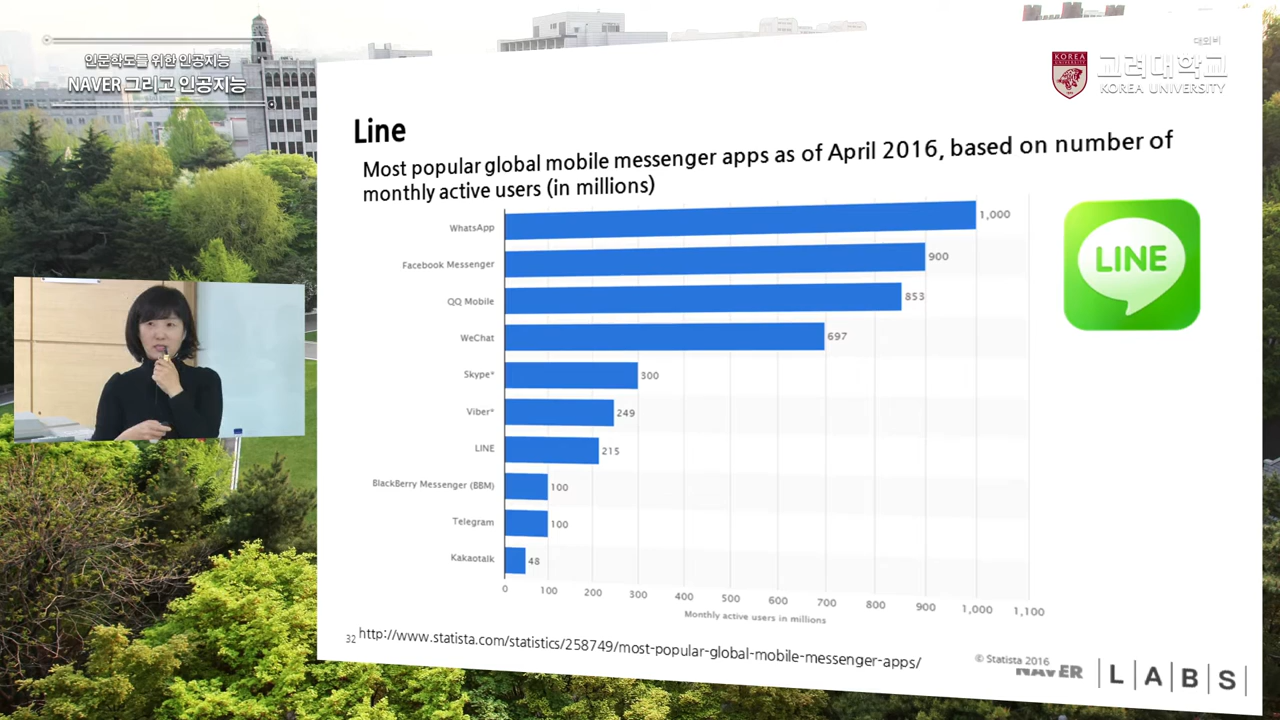 인문학도를 위한 인공지능
NAVER 그리고 인공지능
대외비
KOREA
UNIVERSITY
고려대학교
KOREA UNIVERSITY
Line
Most popular global mobile messenger apps as of April 2016, based on number of
monthly active users (in millions)
WhatsApp 1,000
Facebook Messenger 900
QQ Mobile 853
WeChat 697
Skype* 300
Viber* 249
LINE 215
BlackBerry Messenger (BBM) 100
Telegram 100
Kakaotalk 48
0 100 200 300 400 500 600 700 800 900 1,000 1,100
Monthly active users in millions
LINE
32
http://www.statista.com/statistics/258749/most-popular-global-mobile-messenger-apps/
© Statista 2016
NAVER LABS